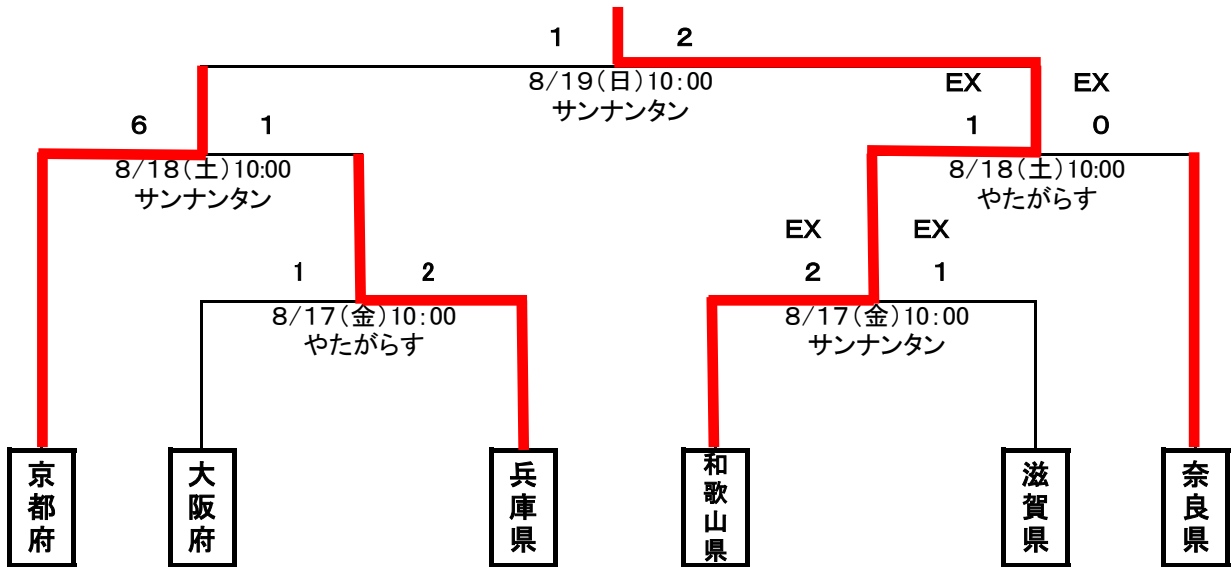 1 2
8/19(日)10:00
サンナンタン
EX EX
6 1
1 0
8/18(土)10:00
サンナンタン
8/18(土)10:00
やたがらす
EX EX
1 2
2 1
8/17(金)10:00
やたがらす
8/17(金)10:00
サンナンタン
京都府
大阪府
兵庫県
和歌山県
滋賀県
奈良県